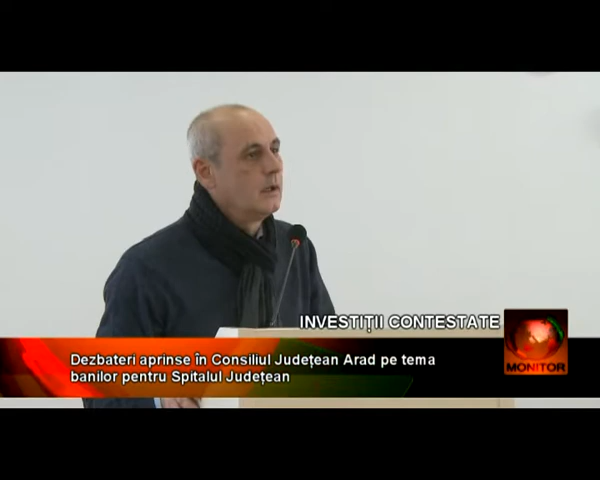 INVESTIȚII CONTESTATE
Dezbateri aprinse în Consiliul Județean Arad pe tema
banilor pentru Spitalul Județean
MONITOR